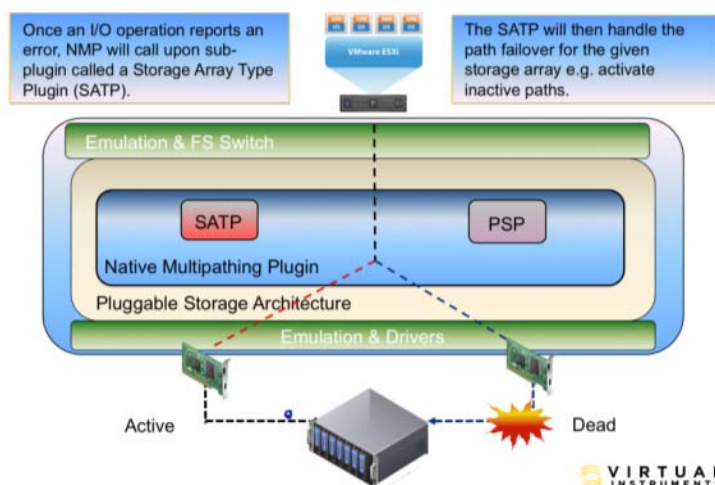 Once an I/O operation reports an
error, NMP will call upon sub-
plugin called a Storage Array Type
Plugin (SATP).
VMware ESXi
The SATP will then handle the
path failover for the given
storage array e.g. activate
inactive paths.
Emulation & FS Switch
SATP
PSP
Native Multipathing Plugin
Pluggable Storage Architecture
Emulation & Drivers
Active
Dead
VIRTUAL
INSTRUMENTS